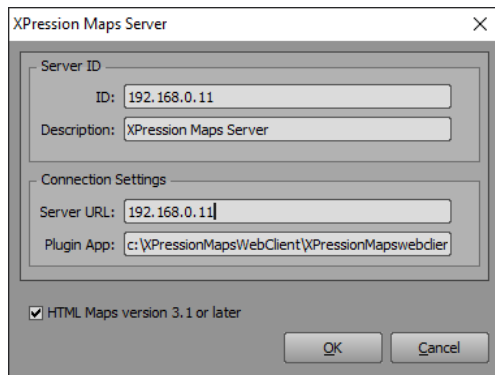 XPression Maps Server
Server ID
ID: 192.168.0.11
Description: XPression Maps Server
Connection Settings
Server URL: 192.168.0.11
Plugin App: c:\XPressionMapsWebClient\XPressionMapswebclier
HTML Maps version 3.1 or later
OK
Cancel